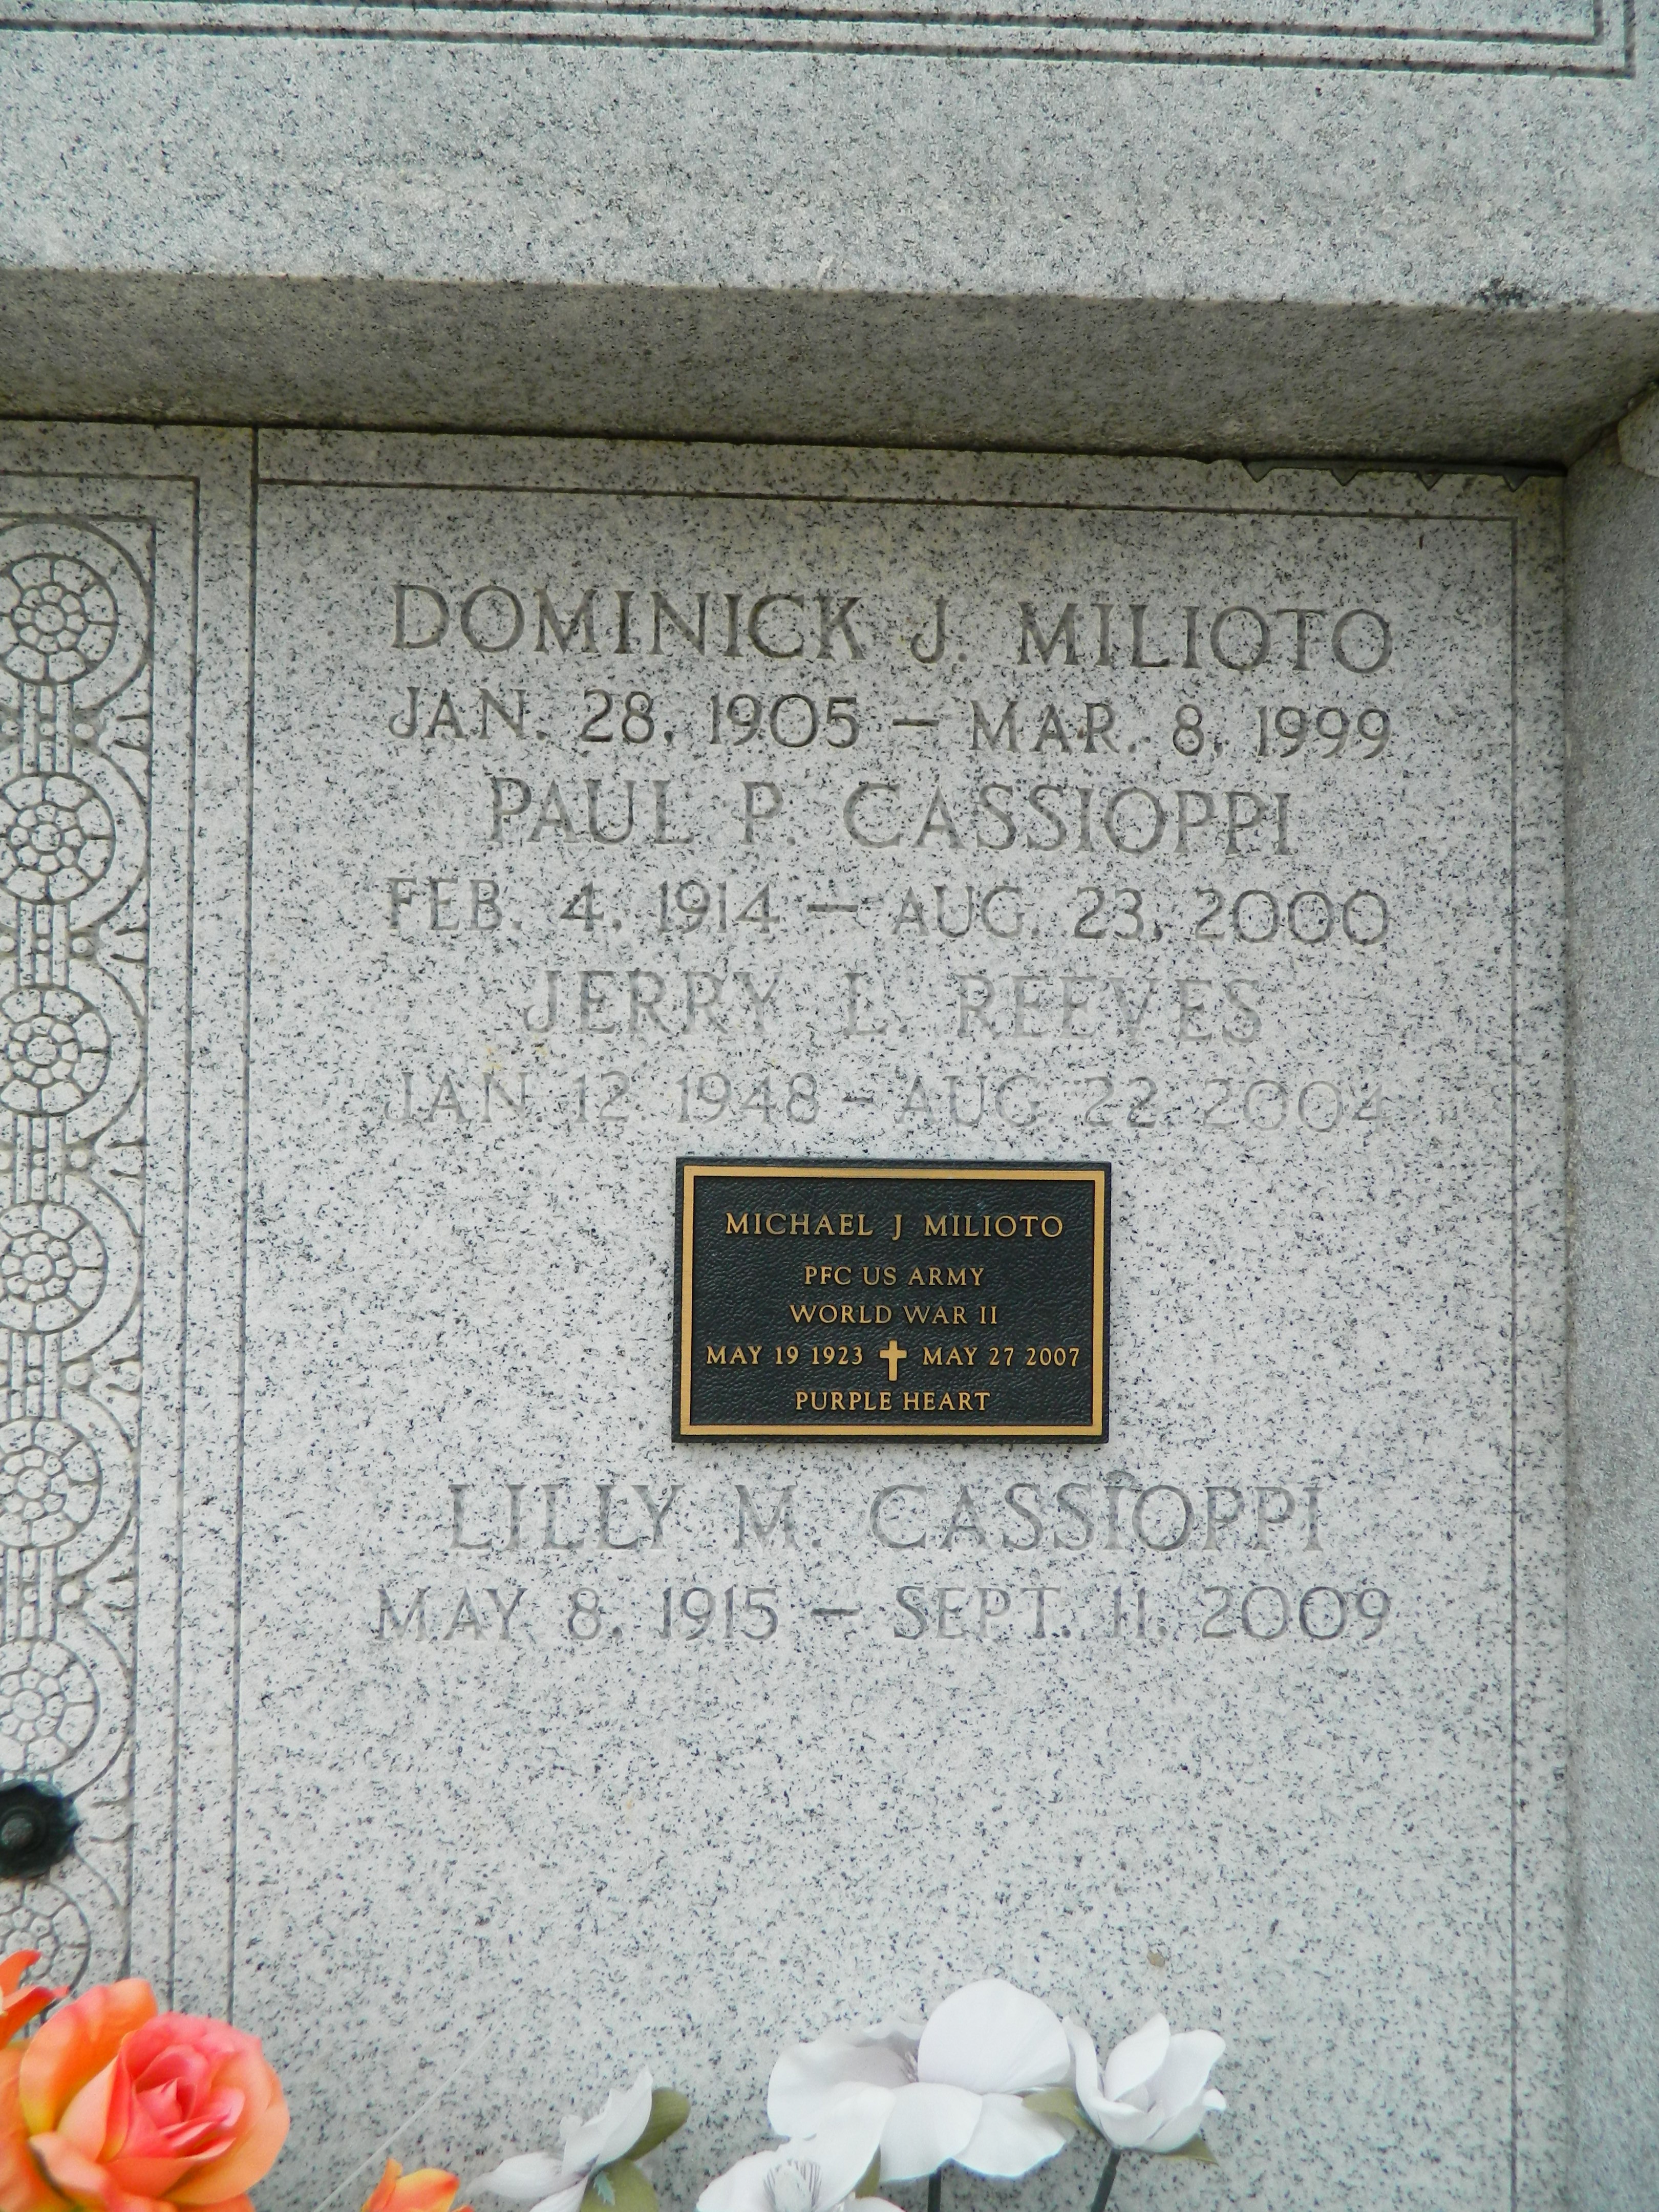 DOMINICK J. MILIOTO
JAN. 28, 1905 — MAR. 8, 1999
PAUL P. CASSIOPPI
FEB. 4, 1914 — AUG. 23, 2000
JERRY L. REEVES
JAN 12 1948 - AUG 22 2004
MICHAEL J MILIOTO
PFC US ARMY
WORLD WAR II
MAY 19 1923 ✝ MAY 27 2007
PURPLE HEART
LILLY M. CASSIOPPI
MAY 8, 1915 — SEPT. 11, 2009